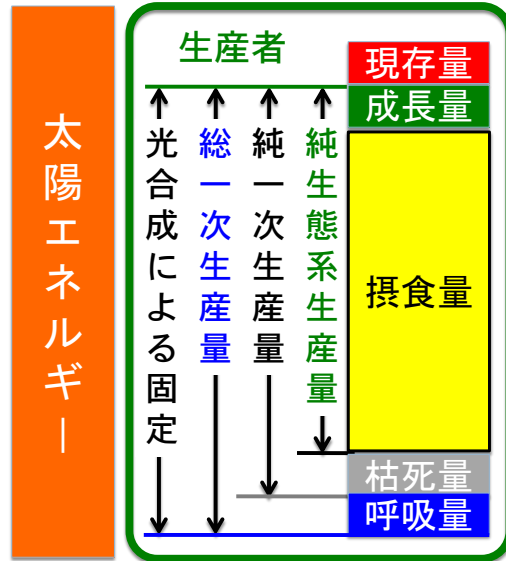 太陽エネルギー
生産者
光合成による固定
総一次生産量
純一次生産量
純生態系生産量
現存量
成長量
摂食量
枯死量
呼吸量